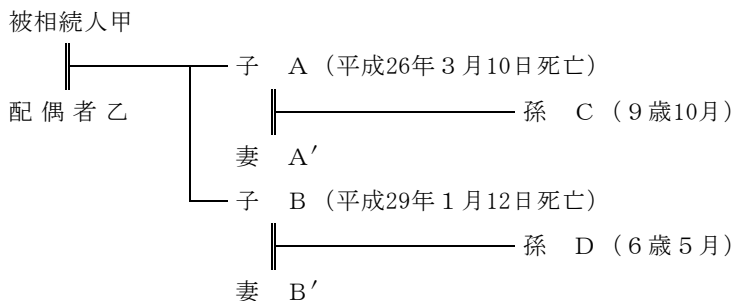 被相続人甲
子 A(平成26年3月10日死亡)
配偶者乙
孫 C(9歳10月)
妻 A′
子 B(平成29年1月12日死亡)
孫 D(6歳5月)
妻 B′